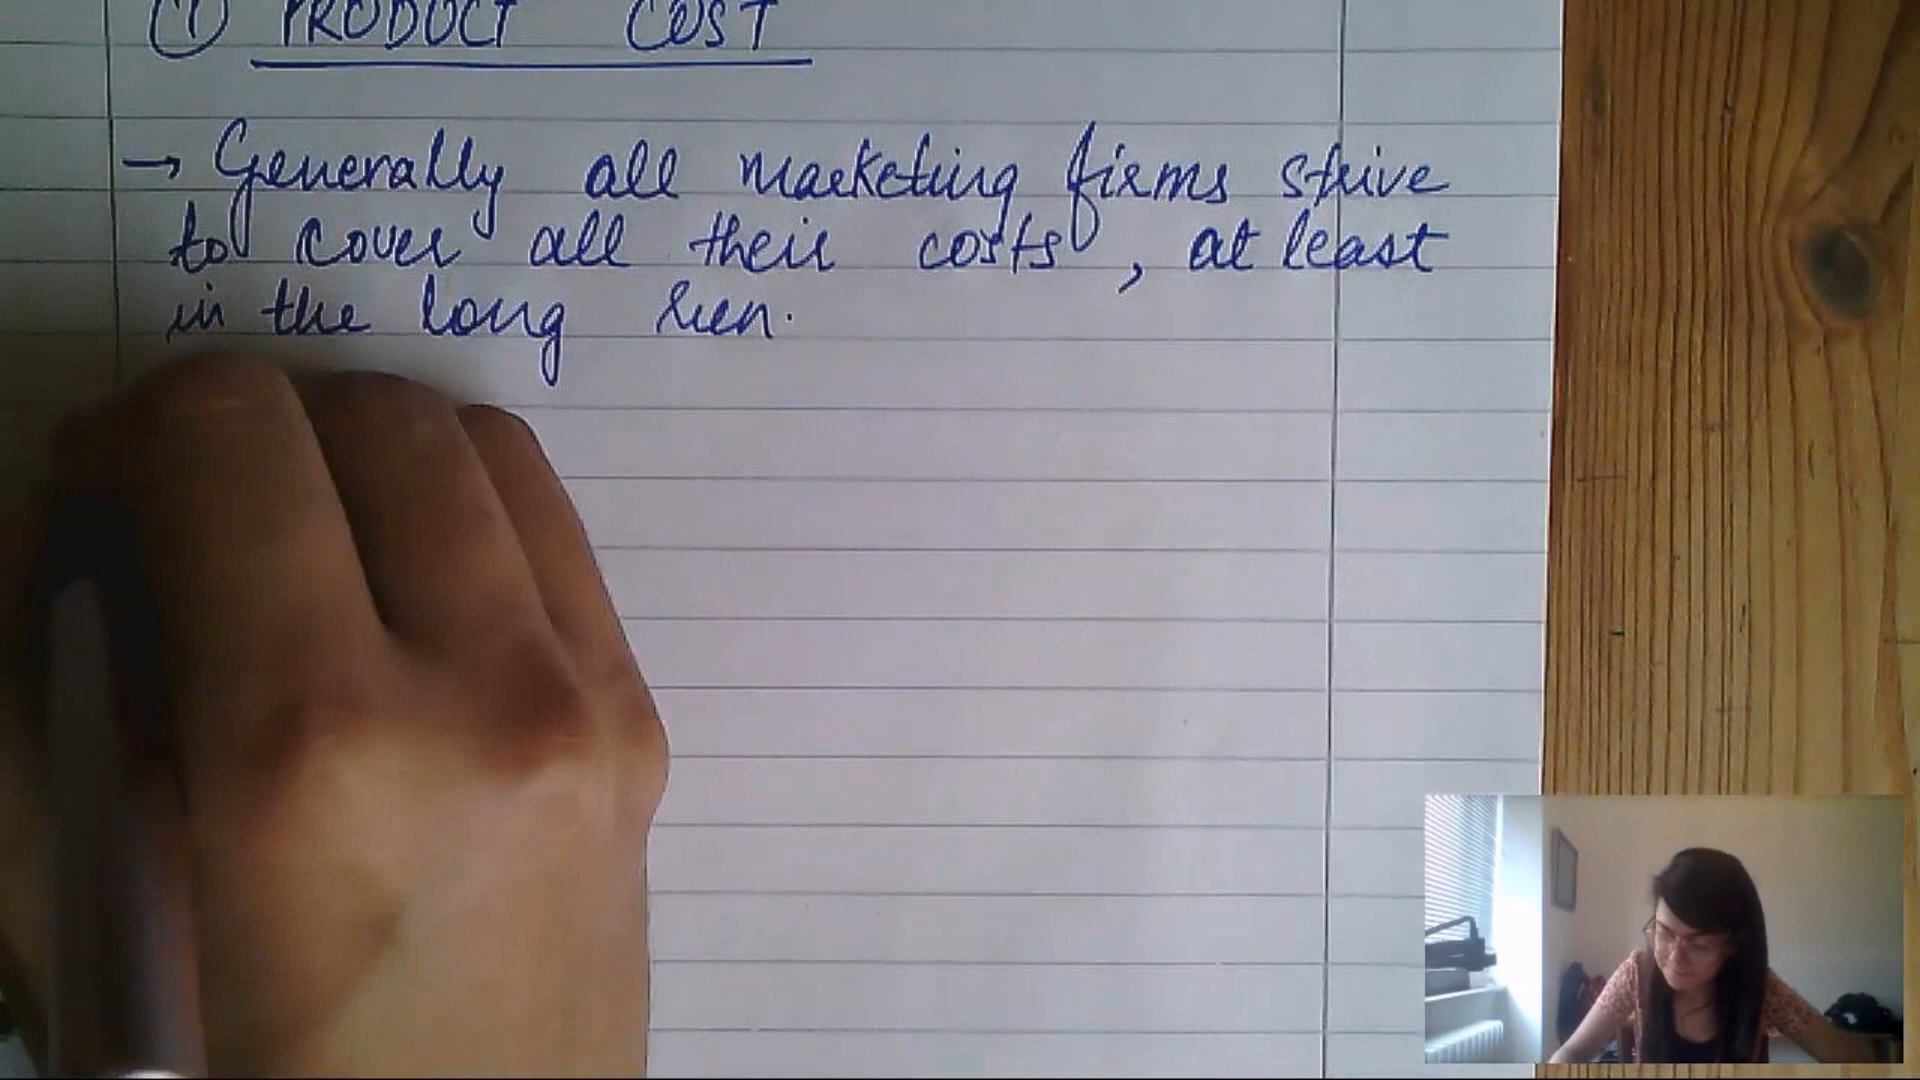 ① PRODUCT COST
→ Generally all marketing firms strive
to cover all their costs, at least
in the long run.